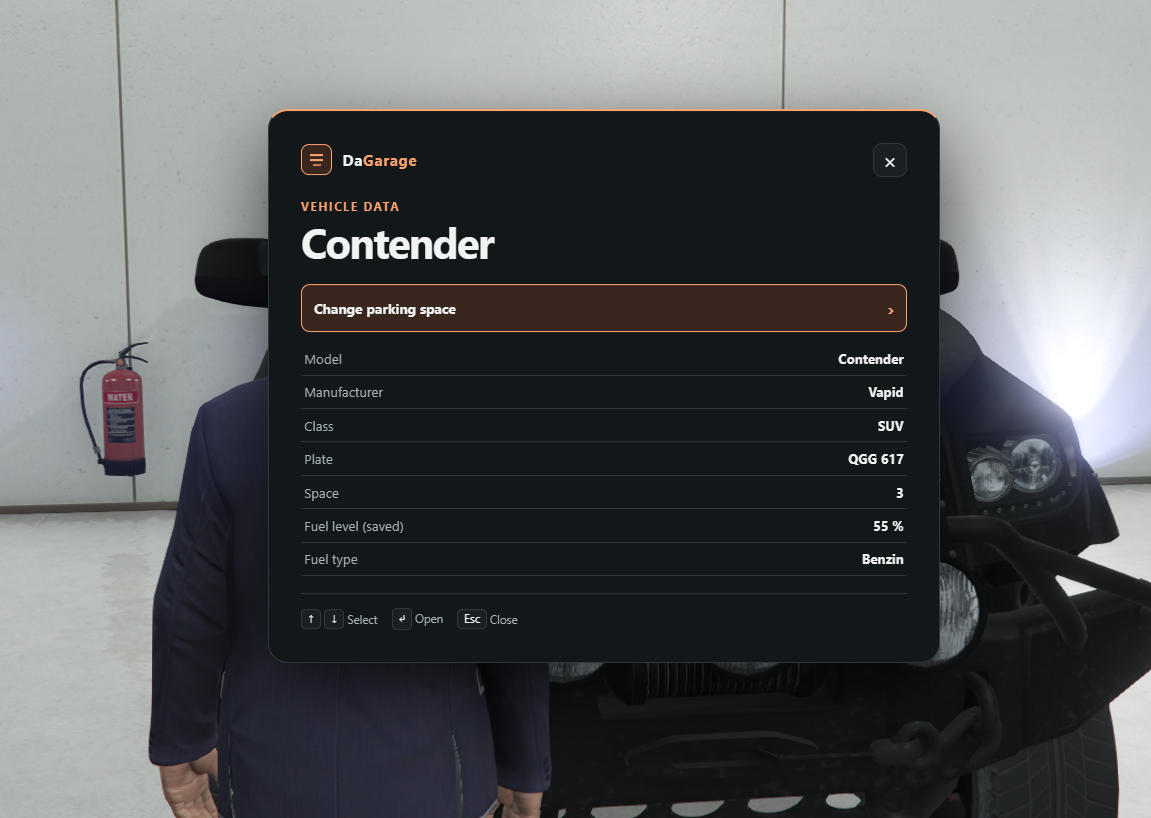 DaGarage
×
VEHICLE DATA
Contender
Change parking space ›
Model Contender
Manufacturer Vapid
Class SUV
Plate QGG 617
Space 3
Fuel level (saved) 55 %
Fuel type Benzin
↑ ↓ Select ↵ Open Esc Close
WATER